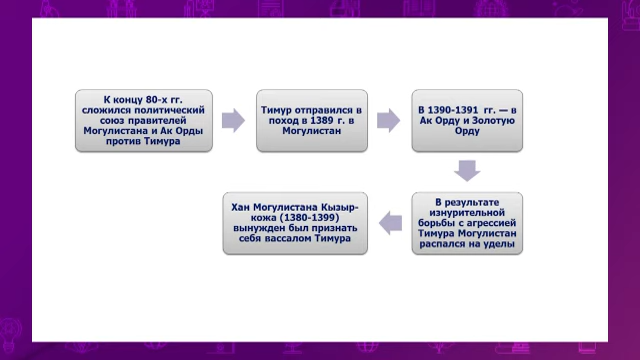 К концу 80-х гг.
сложился политический
союз правителей
Могулистана и Ак Орды
против Тимура
Тимур отправился в
поход в 1389 г. в
Могулистан
В 1390-1391 гг. — в
Ак Орду и Золотую
Орду
В результате
изнурительной
борьбы с агрессией
Тимура Могулистан
распался на уделы
Хан Могулистана Кызыр-
кожа (1380-1399)
вынужден был признать
себя вассалом Тимура